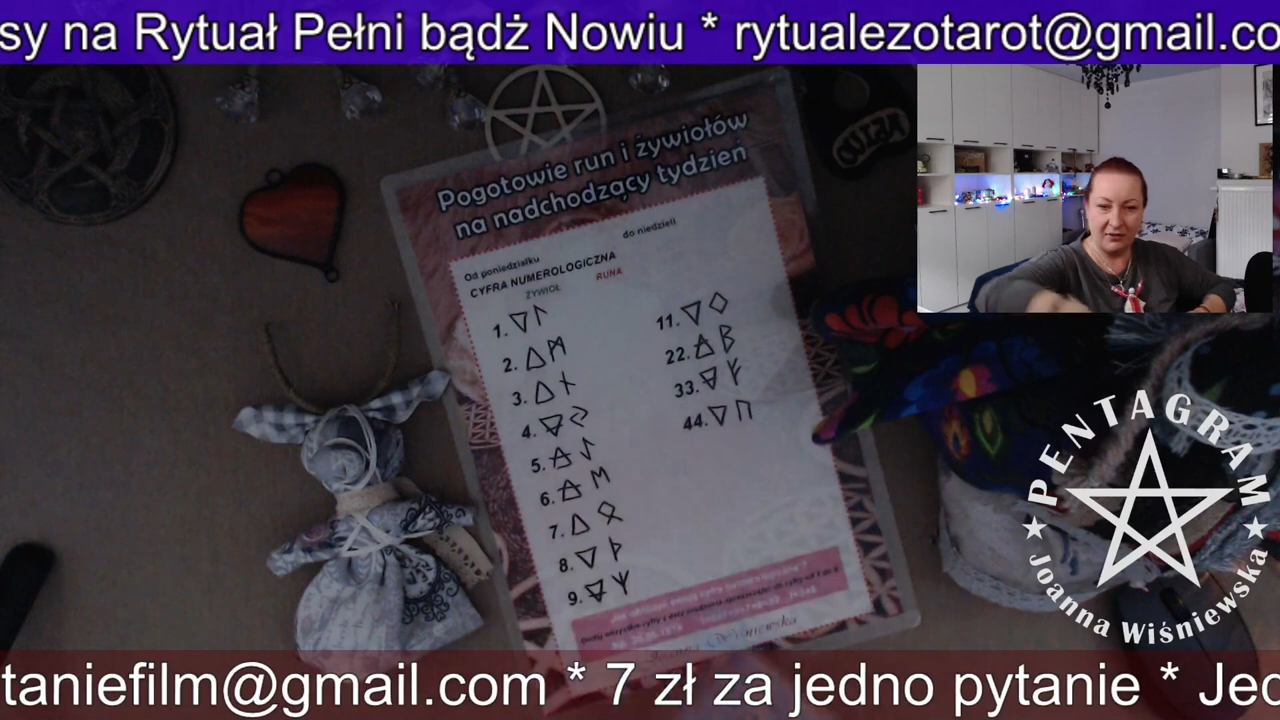 sy na Rytuał Pełni bądż Nowiu * rytualezotarot@gmail.co
Pogotowie run i żywiołów
na nadchodzący tydzień
Od poniedziałku
do niedzieli
CYFRA NUMEROLOGICZNA
ŻYWIOŁ
RUNA
1.
2.
3.
4.
5.
6.
7.
8.
9.
11.
22.
33.
44.
PENTAGRAM
Joanna Wiśniewska
taniefilm@gmail.com * 7 zł za jedno pytanie * Jed